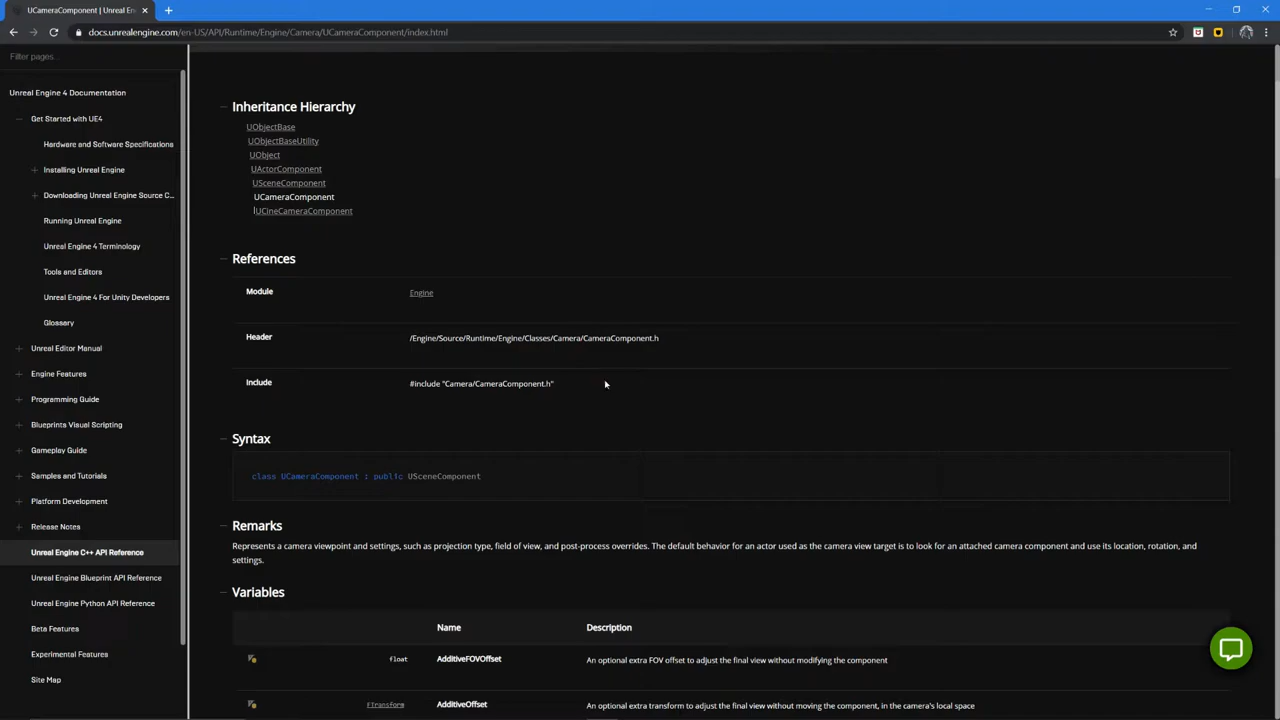 UCameraComponent | Unreal En
docs.unrealengine.com/en-US/API/Runtime/Engine/Camera/UCameraComponent/index.html
Filter pages...
Unreal Engine 4 Documentation
Get Started with UE4
Hardware and Software Specifications
Installing Unreal Engine
Downloading Unreal Engine Source C...
Running Unreal Engine
Unreal Engine 4 Terminology
Tools and Editors
Unreal Engine 4 For Unity Developers
Glossary
Unreal Editor Manual
Engine Features
Programming Guide
Blueprints Visual Scripting
Gameplay Guide
Samples and Tutorials
Platform Development
Release Notes
Unreal Engine C++ API Reference
Unreal Engine Blueprint API Reference
Unreal Engine Python API Reference
Beta Features
Experimental Features
Site Map
Inheritance Hierarchy
UObjectBase
UObjectBaseUtility
UObject
UActorComponent
USceneComponent
UCameraComponent
UCineCameraComponent
References
Module Engine
Header /Engine/Source/Runtime/Engine/Classes/Camera/CameraComponent.h
Include #include "Camera/CameraComponent.h"
Syntax
class UCameraComponent : public USceneComponent
Remarks
Represents a camera viewpoint and settings, such as projection type, field of view, and post-process overrides. The default behavior for an actor used as the camera view target is to look for an attached camera component and use its location, rotation, and
settings.
Variables
Name Description
float AdditiveFOVOffset An optional extra FOV offset to adjust the final view without modifying the component
FTransform AdditiveOffset An optional extra transform to adjust the final view without moving the component, in the camera's local space